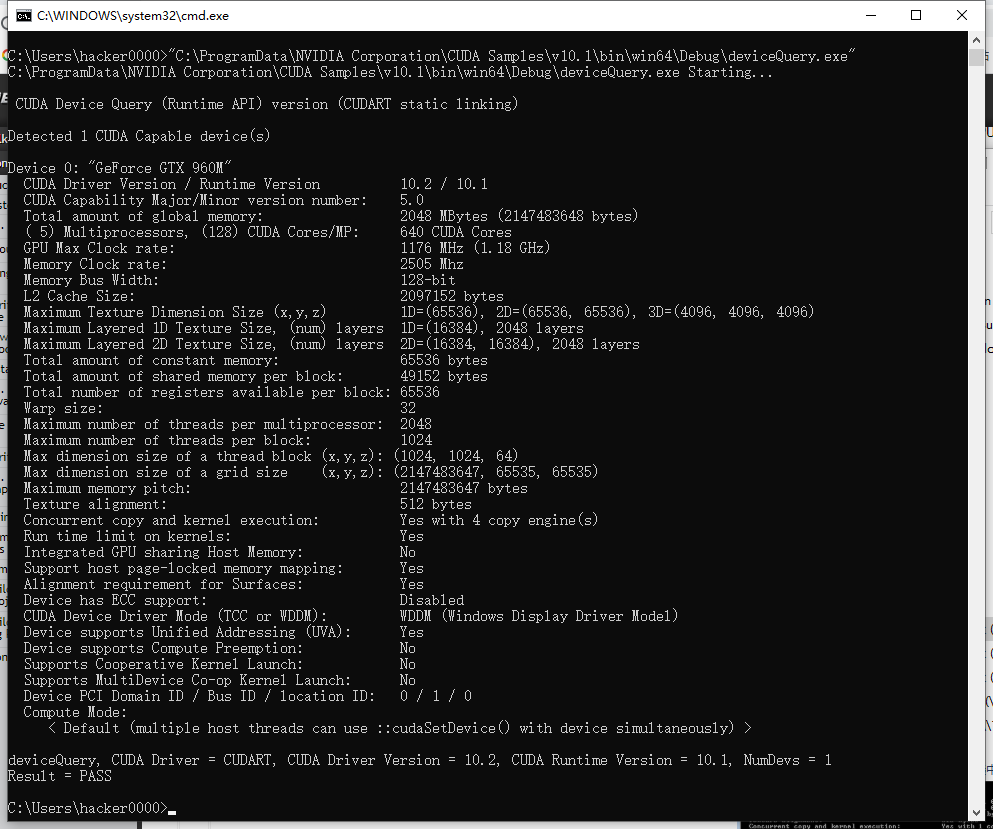 C:\WINDOWS\system32\cmd.exe
C:\Users\hacker0000>"C:\ProgramData\NVIDIA Corporation\CUDA Samples\v10.1\bin\win64\Debug\deviceQuery.exe"
C:\ProgramData\NVIDIA Corporation\CUDA Samples\v10.1\bin\win64\Debug\deviceQuery.exe Starting...
CUDA Device Query (Runtime API) version (CUDART static linking)
Detected 1 CUDA Capable device(s)
Device 0: "GeForce GTX 960M"
CUDA Driver Version / Runtime Version 10.2 / 10.1
CUDA Capability Major/Minor version number: 5.0
Total amount of global memory: 2048 MBytes (2147483648 bytes)
( 5) Multiprocessors, (128) CUDA Cores/MP: 640 CUDA Cores
GPU Max Clock rate: 1176 MHz (1.18 GHz)
Memory Clock rate: 2505 Mhz
Memory Bus Width: 128-bit
L2 Cache Size: 2097152 bytes
Maximum Texture Dimension Size (x,y,z) 1D=(65536), 2D=(65536, 65536), 3D=(4096, 4096, 4096)
Maximum Layered 1D Texture Size, (num) layers 1D=(16384), 2048 layers
Maximum Layered 2D Texture Size, (num) layers 2D=(16384, 16384), 2048 layers
Total amount of constant memory: 65536 bytes
Total amount of shared memory per block: 49152 bytes
Total number of registers available per block: 65536
Warp size: 32
Maximum number of threads per multiprocessor: 2048
Maximum number of threads per block: 1024
Max dimension size of a thread block (x,y,z): (1024, 1024, 64)
Max dimension size of a grid size (x,y,z): (2147483647, 65535, 65535)
Maximum memory pitch: 2147483647 bytes
Texture alignment: 512 bytes
Concurrent copy and kernel execution: Yes with 4 copy engine(s)
Run time limit on kernels: Yes
Integrated GPU sharing Host Memory: No
Support host page-locked memory mapping: Yes
Alignment requirement for Surfaces: Yes
Device has ECC support: Disabled
CUDA Device Driver Mode (TCC or WDDM): WDDM (Windows Display Driver Model)
Device supports Unified Addressing (UVA): Yes
Device supports Compute Preemption: No
Supports Cooperative Kernel Launch: No
Supports MultiDevice Co-op Kernel Launch: No
Device PCI Domain ID / Bus ID / location ID: 0 / 1 / 0
Compute Mode:
< Default (multiple host threads can use ::cudaSetDevice() with device simultaneously) >
deviceQuery, CUDA Driver = CUDART, CUDA Driver Version = 10.2, CUDA Runtime Version = 10.1, NumDevs = 1
Result = PASS
C:\Users\hacker0000>